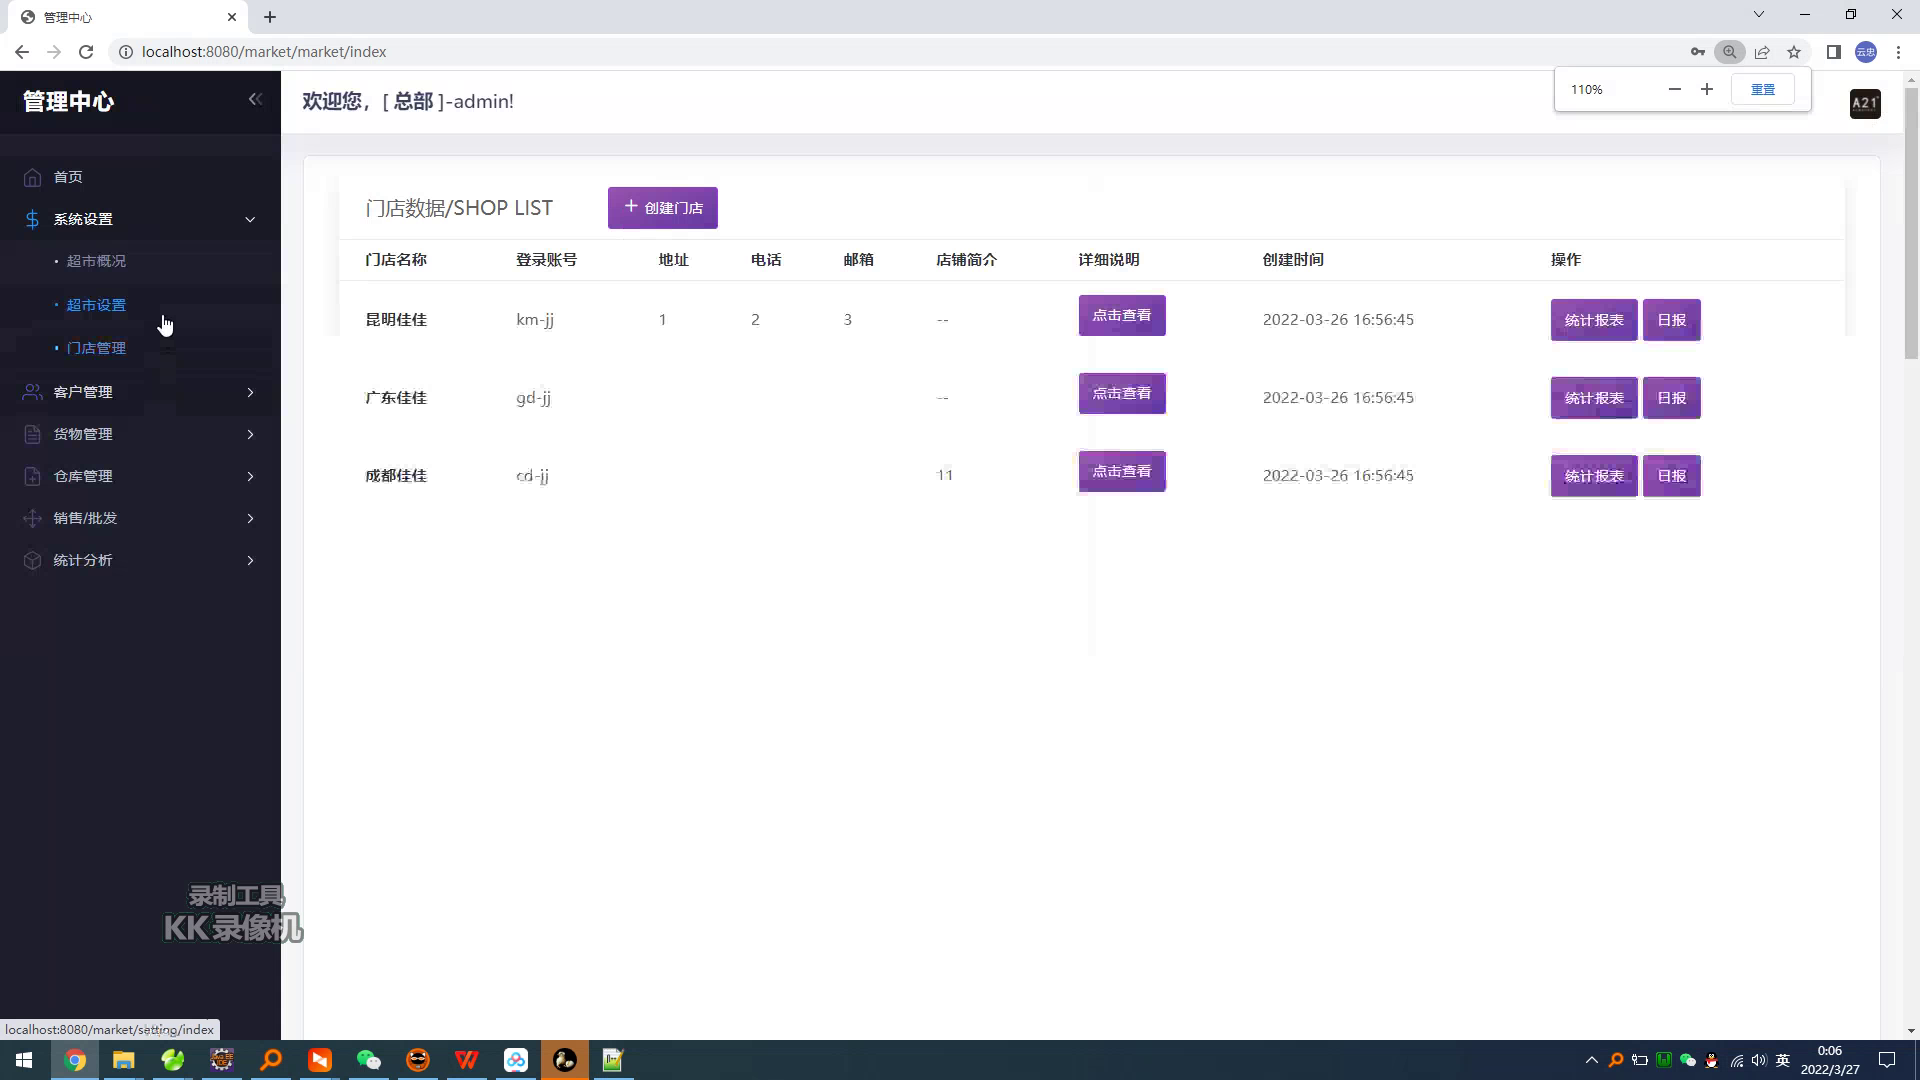 管理中心
localhost:8080/market/market/index
云忠
110%
重置
管理中心
欢迎您，[ 总部 ]-admin!
A21
首页
系统设置
超市概况
超市设置
门店管理
客户管理
货物管理
仓库管理
销售/批发
统计分析
门店数据/SHOP LIST
创建门店
门店名称 登录账号 地址 电话 邮箱 店铺简介 详细说明 创建时间 操作
昆明佳佳 km-jj 1 2 3 -- 点击查看 2022-03-26 16:56:45 统计报表 日报
广东佳佳 gd-jj -- 点击查看 2022-03-26 16:56:45 统计报表 日报
成都佳佳 cd-jj 11 点击查看 2022-03-26 16:56:45 统计报表 日报
录制工具
KK录像机
localhost:8080/market/setting/index
英
0:06
2022/3/27